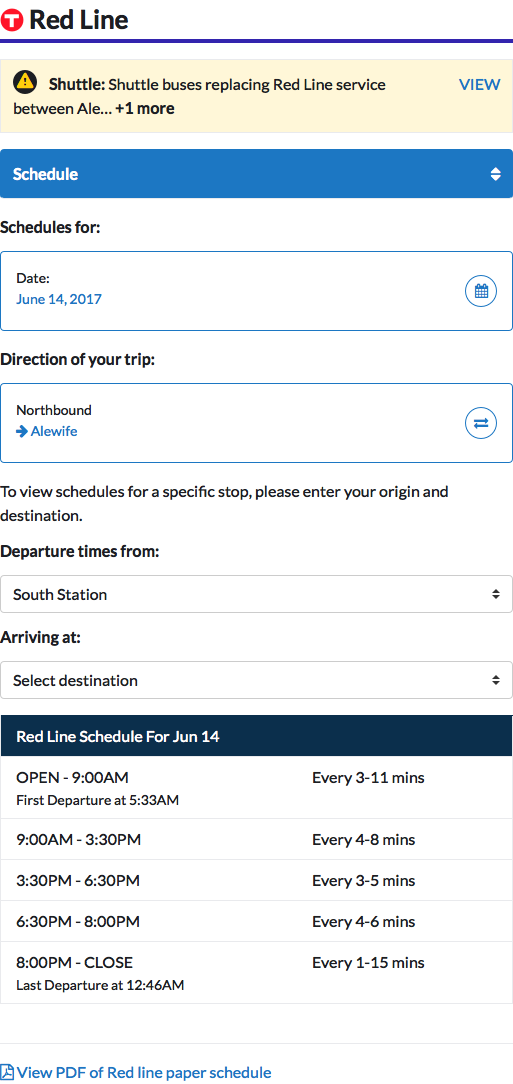 T Red Line
Shuttle: Shuttle buses replacing Red Line service VIEW
between Ale... +1 more
Schedule
Schedules for:
Date:
June 14, 2017
Direction of your trip:
Northbound
Alewife
To view schedules for a specific stop, please enter your origin and
destination.
Departure times from:
South Station
Arriving at:
Select destination
Red Line Schedule For Jun 14
OPEN - 9:00AM Every 3-11 mins
First Departure at 5:33AM
9:00AM - 3:30PM Every 4-8 mins
3:30PM - 6:30PM Every 3-5 mins
6:30PM - 8:00PM Every 4-6 mins
8:00PM - CLOSE Every 1-15 mins
Last Departure at 12:46AM
View PDF of Red line paper schedule